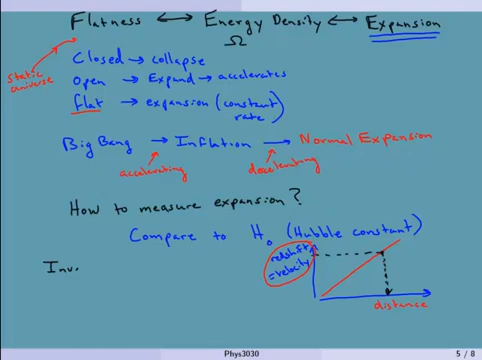 Flatness ⟷ Energy Density ⟷ Expansion
Ω
Closed → collapse
static universe
Open → Expand → accelerates
flat → expansion (constant rate)
Big Bang → Inflation → Normal Expansion
accelerating
decelerating
How to measure expansion?
Compare to H₀ (Hubble constant)
redshift
=velocity
Inv.
distance
Phys3030
5 / 8